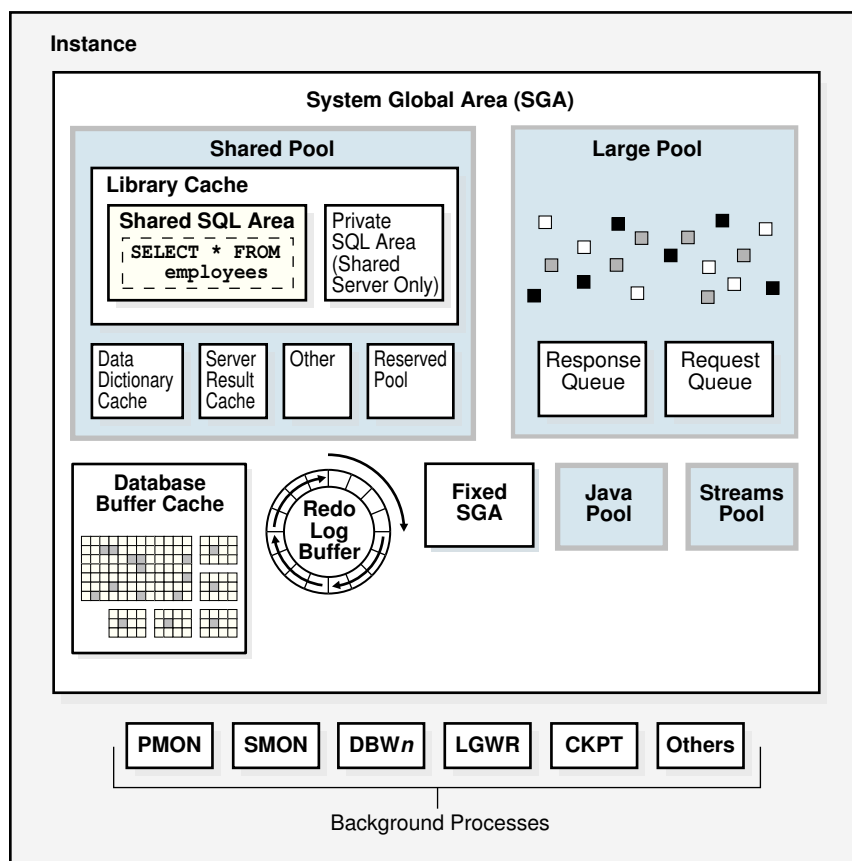 Instance
System Global Area (SGA)
Shared Pool
Library Cache
Shared SQL Area
SELECT * FROM
employees
Private
SQL Area
(Shared
Server Only)
Data
Dictionary
Cache
Server
Result
Cache
Other
Reserved
Pool
Large Pool
Response
Queue
Request
Queue
Database
Buffer Cache
Redo
Log
Buffer
Fixed
SGA
Java
Pool
Streams
Pool
PMON
SMON
DBWn
LGWR
CKPT
Others
Background Processes